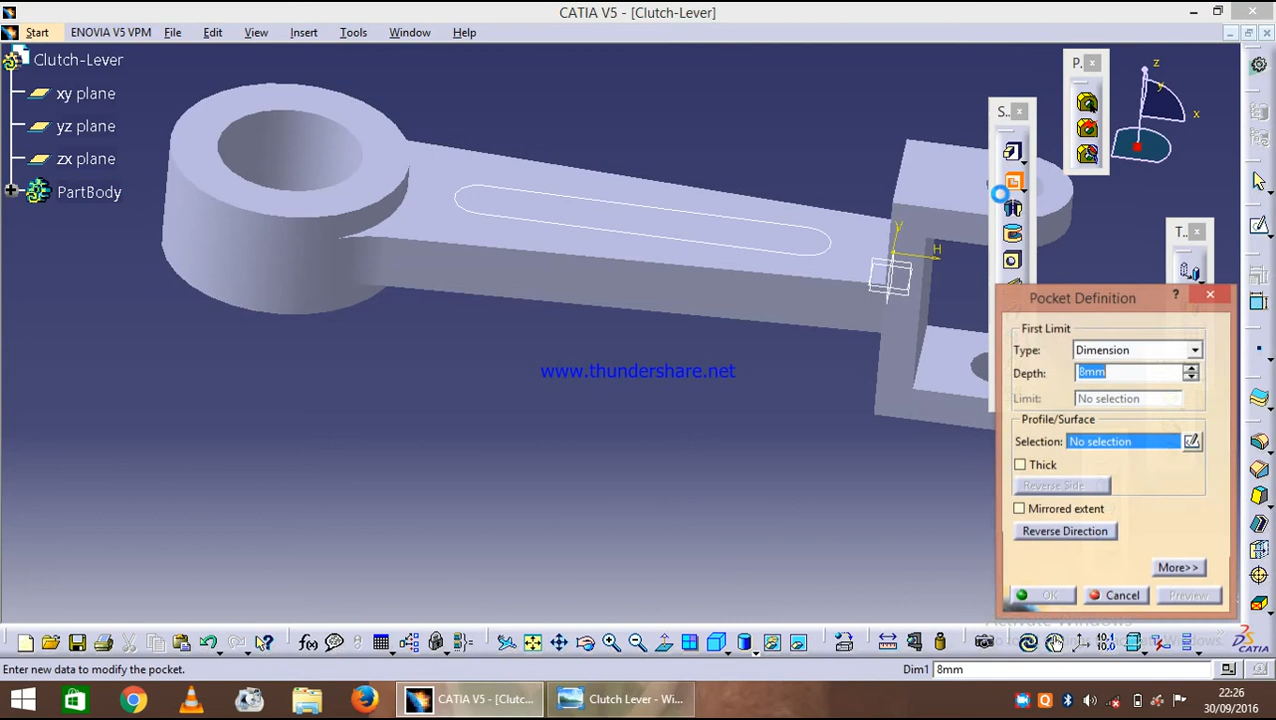 CATIA V5 - [Clutch-Lever]
Start ENOVIA V5 VPM File Edit View Insert Tools Window Help
Clutch-Lever
xy plane
yz plane
zx plane
PartBody
P..
S..
T..
z
y
x
y
H
www.thundershare.net
Pocket Definition
First Limit
Type: Dimension
Depth: 8mm
Limit: No selection
Profile/Surface
Selection: No selection
Thick
Reverse Side
Mirrored extent
Reverse Direction
More>>
OK Cancel Preview
Activate Windows
Enter new data to modify the pocket. Dim1 8mm
CATIA V5 - [Clutc... Clutch Lever - Wi...
22:26
30/09/2016